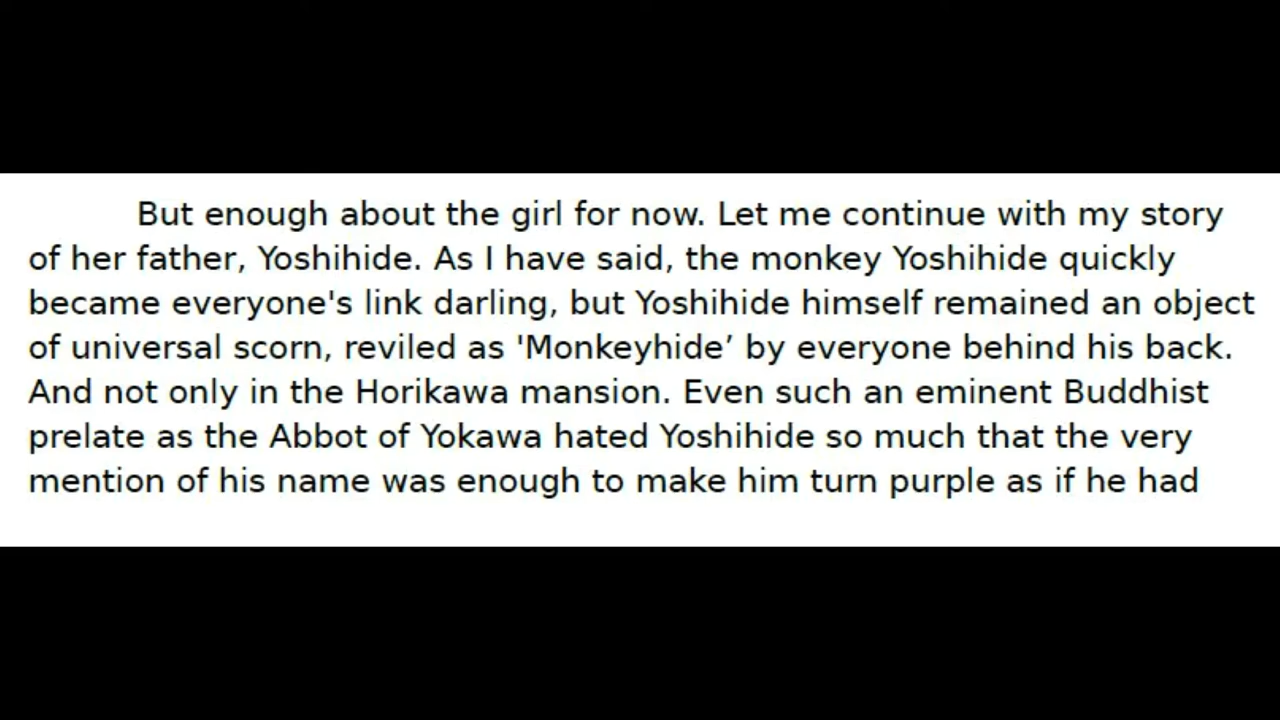 But enough about the girl for now. Let me continue with my story
of her father, Yoshihide. As I have said, the monkey Yoshihide quickly
became everyone's link darling, but Yoshihide himself remained an object
of universal scorn, reviled as 'Monkeyhide’ by everyone behind his back.
And not only in the Horikawa mansion. Even such an eminent Buddhist
prelate as the Abbot of Yokawa hated Yoshihide so much that the very
mention of his name was enough to make him turn purple as if he had